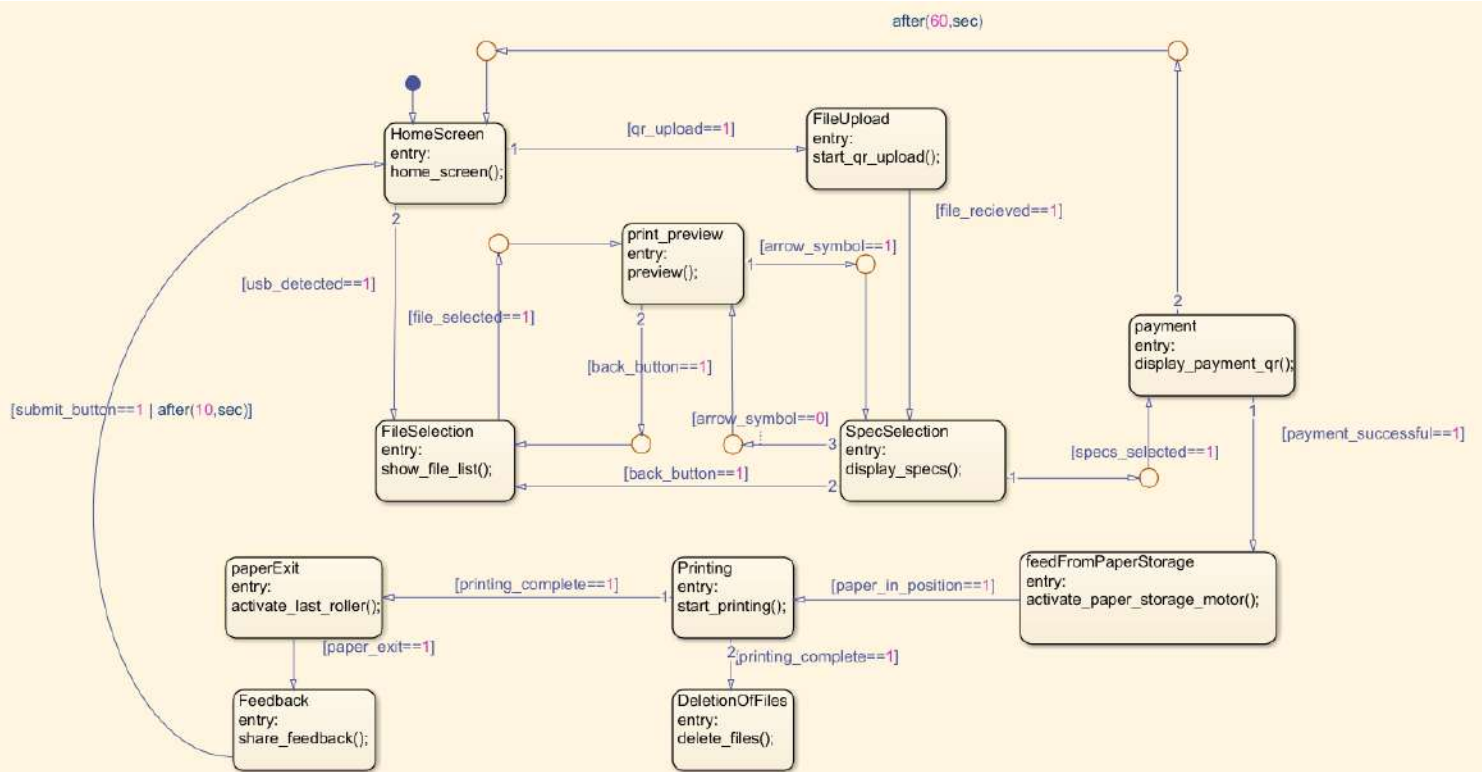 after(60,sec)
HomeScreen
entry:
home_screen();
1
[qr_upload==1]
FileUpload
entry:
start_qr_upload();
2
[file_recieved==1]
print_preview
entry:
preview();
1
[arrow_symbol==1]
2
[usb_detected==1]
[file_selected==1]
[back_button==1]
2
payment
entry:
display_payment_qr();
1
[submit_button==1 | after(10,sec)]
[arrow_symbol==0]
FileSelection
entry:
show_file_list();
3
SpecSelection
entry:
display_specs();
[payment_successful==1]
[specs_selected==1]
[back_button==1]
2
1
paperExit
entry:
activate_last_roller();
[printing_complete==1]
1
Printing
entry:
start_printing();
[paper_in_position==1]
feedFromPaperStorage
entry:
activate_paper_storage_motor();
[paper_exit==1]
2
[printing_complete==1]
Feedback
entry:
share_feedback();
DeletionOfFiles
entry:
delete_files();